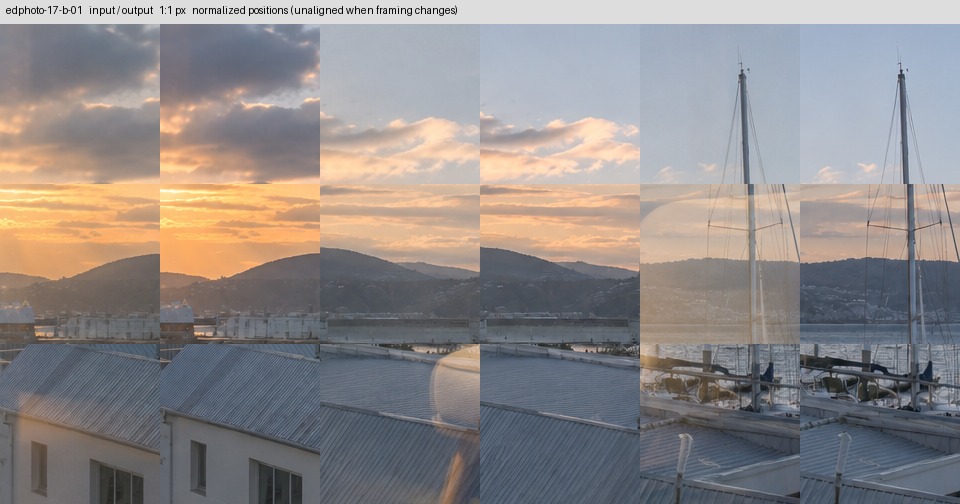 edphoto-17-b-01 input/output 1:1 px normalized positions (unaligned when framing changes)